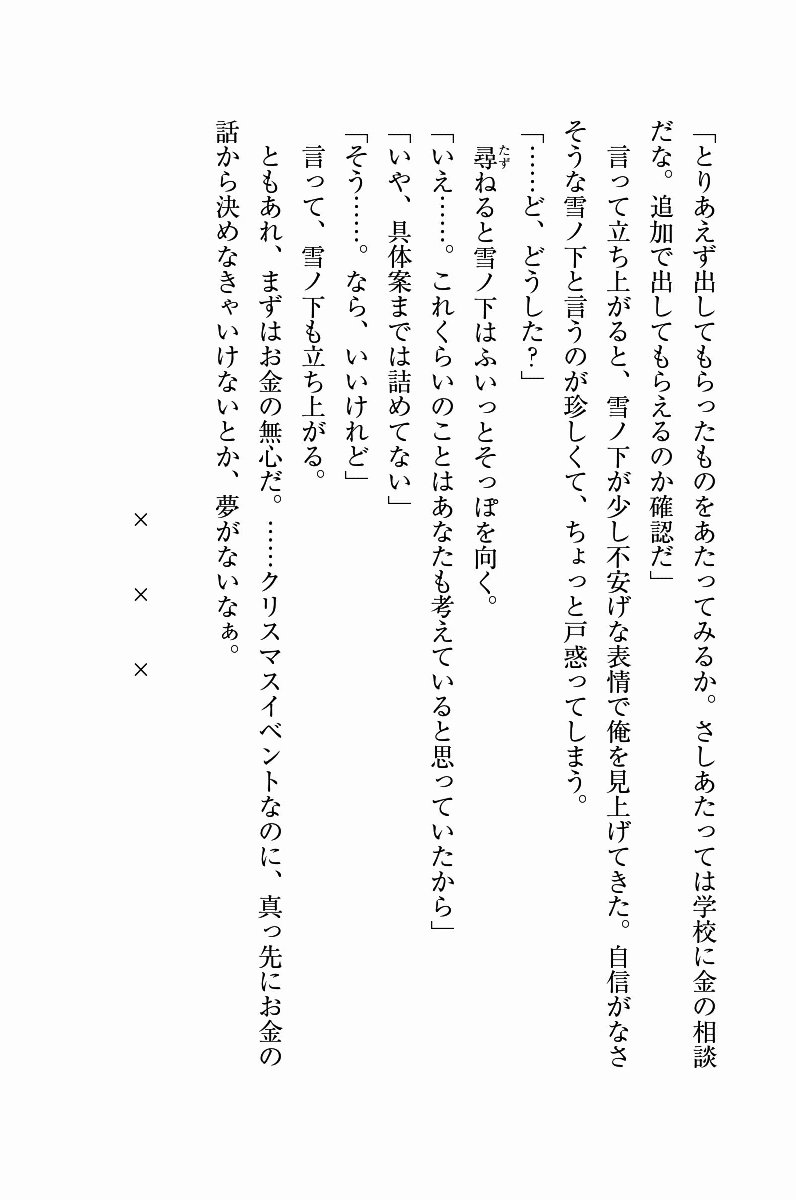 「とりあえず出してもらったものをあたってみるか。さしあたっては学校に金の相談
だな。追加で出してもらえるのか確認だ」
　言って立ち上がると、雪ノ下が少し不安げな表情で俺を見上げてきた。自信がなさ
そうな雪ノ下と言うのが珍しくて、ちょっと戸惑ってしまう。
「……ど、どうした？」
　尋ねると雪ノ下はふいっとそっぽを向く。
たず
「いえ……。これくらいのことはあなたも考えていると思っていたから」
「いや、具体案までは詰めてない」
「そう……。なら、いいけれど」
　言って、雪ノ下も立ち上がる。
　ともあれ、まずはお金の無心だ。……クリスマスイベントなのに、真っ先にお金の
話から決めなきゃいけないとか、夢がないなぁ。
×　×　×